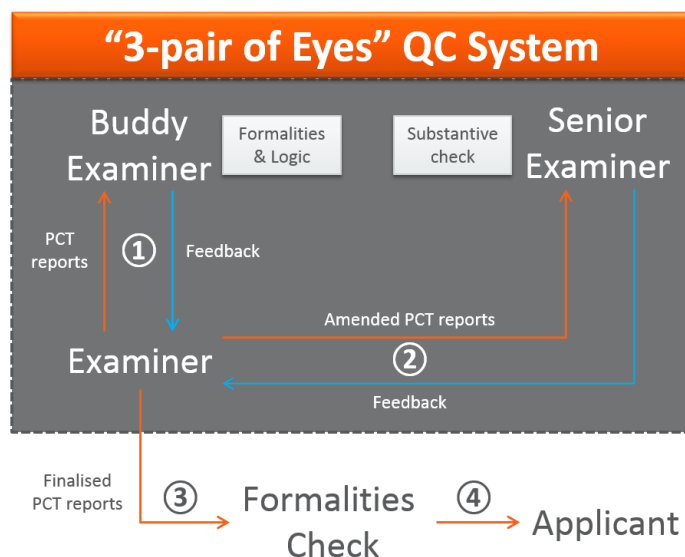 “3-pair of Eyes” QC System
Buddy
Examiner
Formalities
& Logic
Substantive
check
Senior
Examiner
PCT
reports
1
Feedback
Examiner
Amended PCT reports
2
Feedback
Finalised
PCT reports
3
Formalities
Check
4
Applicant